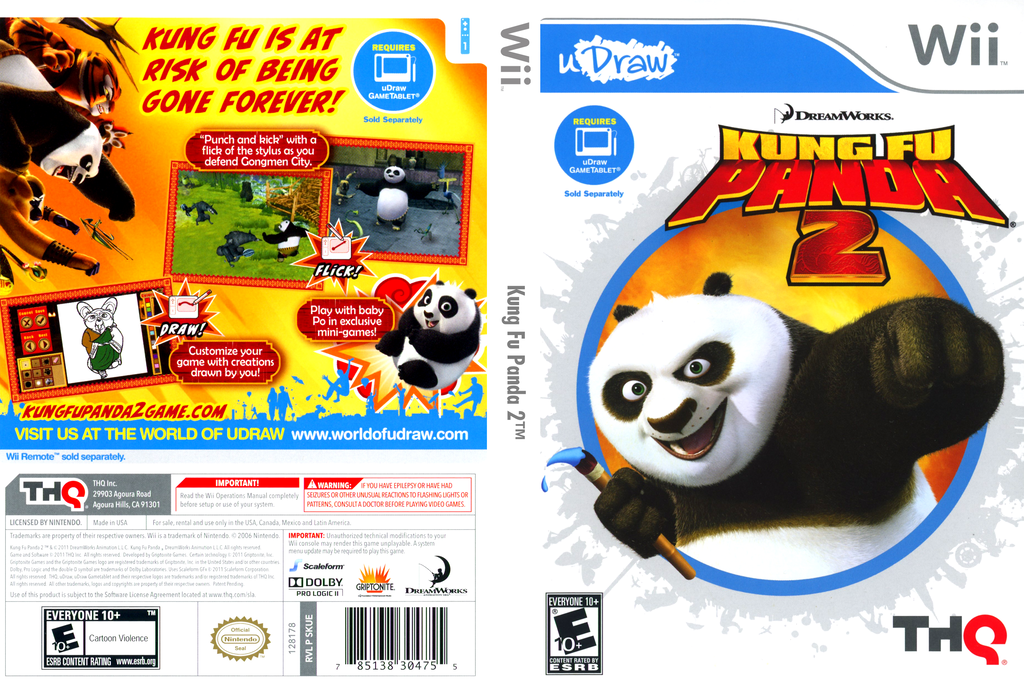 KUNG FU IS AT
RISK OF BEING
GONE FOREVER!
REQUIRES
uDraw
GAMETABLET®
Sold Separately
"Punch and kick" with a
flick of the stylus as you
defend Gongmen City.
FLICK!
DRAW!
Customize your
game with creations
drawn by you!
Play with baby
Po in exclusive
mini-games!
KUNGFUPANDA2GAME.COM
VISIT US AT THE WORLD OF UDRAW www.worldofudraw.com
Wii Remote™ sold separately.
THQ®
THQ Inc.
29903 Agoura Road
Agoura Hills, CA 91301
IMPORTANT!
Read the Wii Operations Manual completely
before setup or use of your system.
WARNING: IF YOU HAVE EPILEPSY OR HAVE HAD
SEIZURES OR OTHER UNUSUAL REACTIONS TO FLASHING LIGHTS OR
PATTERNS, CONSULT A DOCTOR BEFORE PLAYING VIDEO GAMES.
LICENSED BY NINTENDO.
Made in USA
For sale, rental and use only in the USA, Canada, Mexico and Latin America.
Trademarks are property of their respective owners. Wii is a trademark of Nintendo. © 2006 Nintendo.
IMPORTANT: Unauthorized technical modifications to your
Wii console may render this game unplayable. A system
menu update may be required to play this game.
Use of this product is subject to the Software License Agreement located at www.thq.com/sla.
Scaleform®
DOLBY
PRO LOGIC II
GRIPTONITE
DREAMWORKS
EVERYONE 10+ ™
E
10+
Cartoon Violence
ESRB CONTENT RATING www.esrb.org
Official
Nintendo
Seal
128178
RVL P SKUE
7 85138 30475 5
Wii™
Kung Fu Panda 2™
uDraw™
Wii™
REQUIRES
uDraw
GAMETABLET®
Sold Separately
DREAMWORKS.
KUNG FU
PANDA®
2
EVERYONE 10+
E
10+
CONTENT RATED BY
ESRB
THQ®